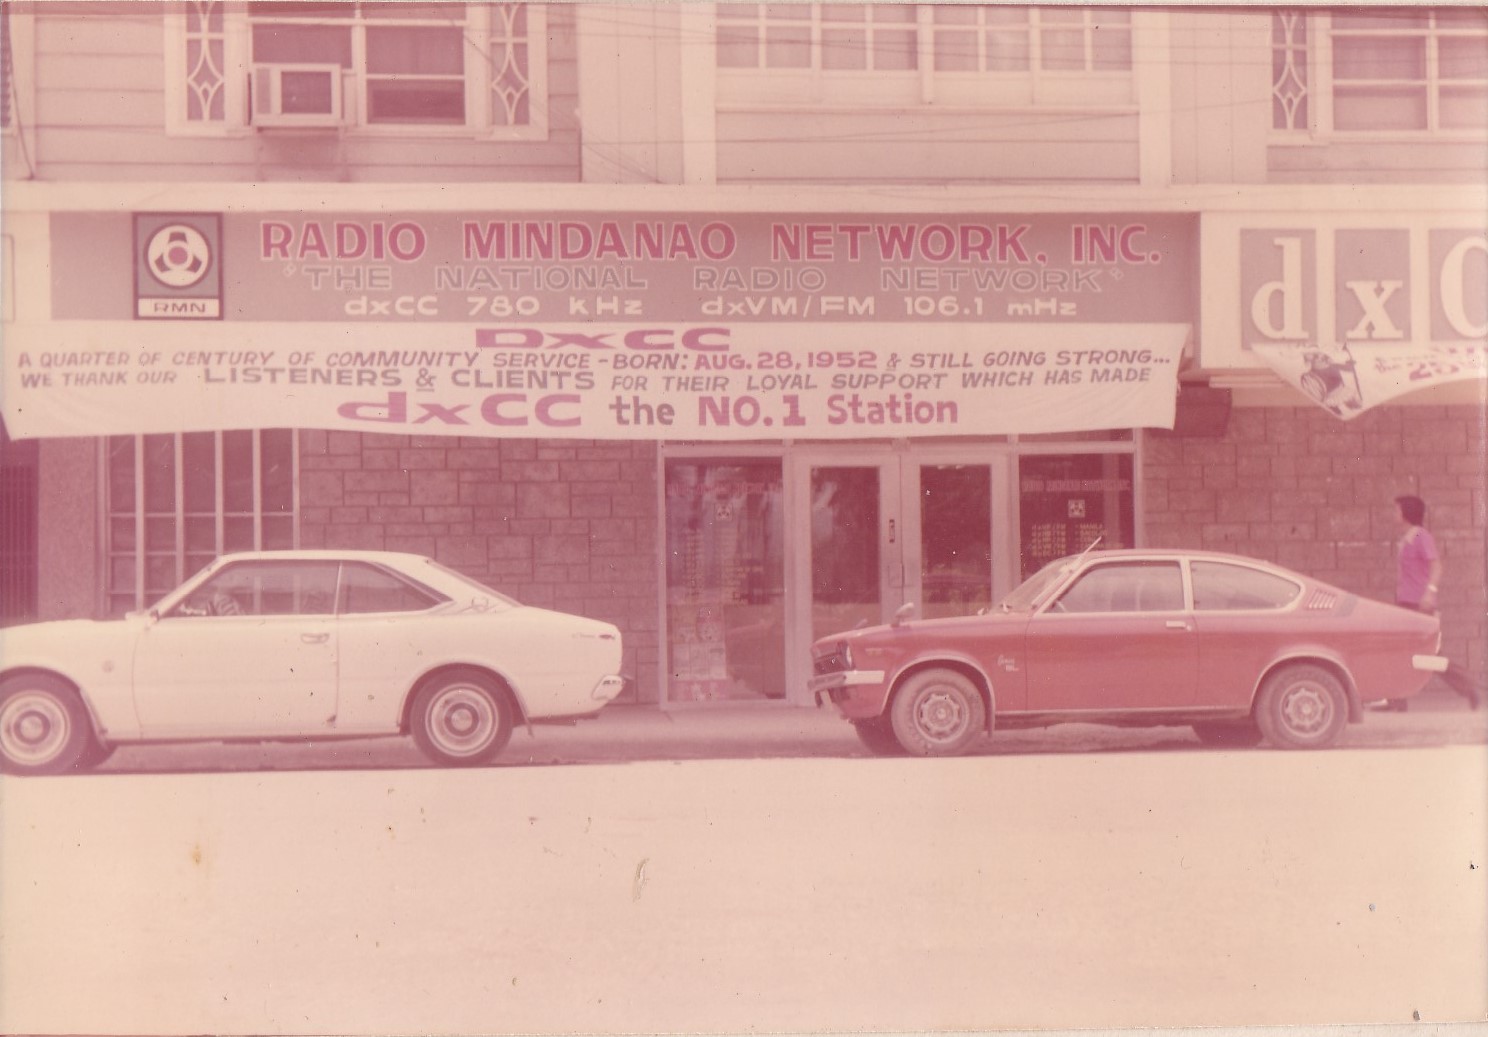 RADIO MINDANAO NETWORK, INC.
"THE NATIONAL RADIO NETWORK"
dxCC 780 KHz dxVM/FM 106.1 mHz
RMN
dxC
DxCC
A QUARTER OF CENTURY OF COMMUNITY SERVICE - BORN: AUG. 28, 1952 & STILL GOING STRONG...
WE THANK OUR LISTENERS & CLIENTS FOR THEIR LOYAL SUPPORT WHICH HAS MADE
dxCC the NO.1 Station
25